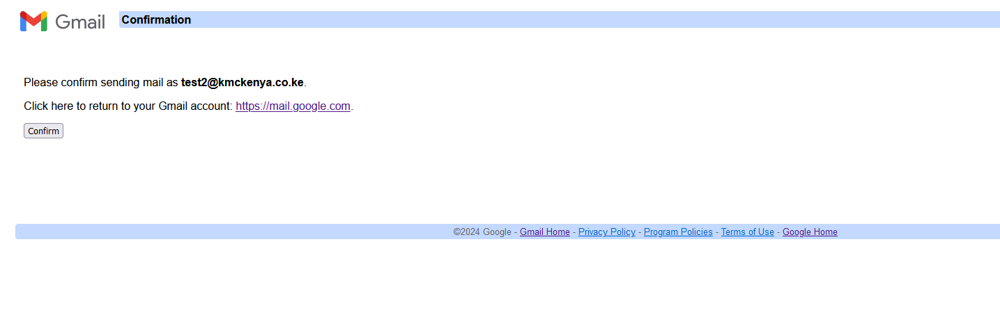 Gmail Confirmation
Please confirm sending mail as test2@kmckenya.co.ke.
Click here to return to your Gmail account: https://mail.google.com.
Confirm
©2024 Google - Gmail Home - Privacy Policy - Program Policies - Terms of Use - Google Home